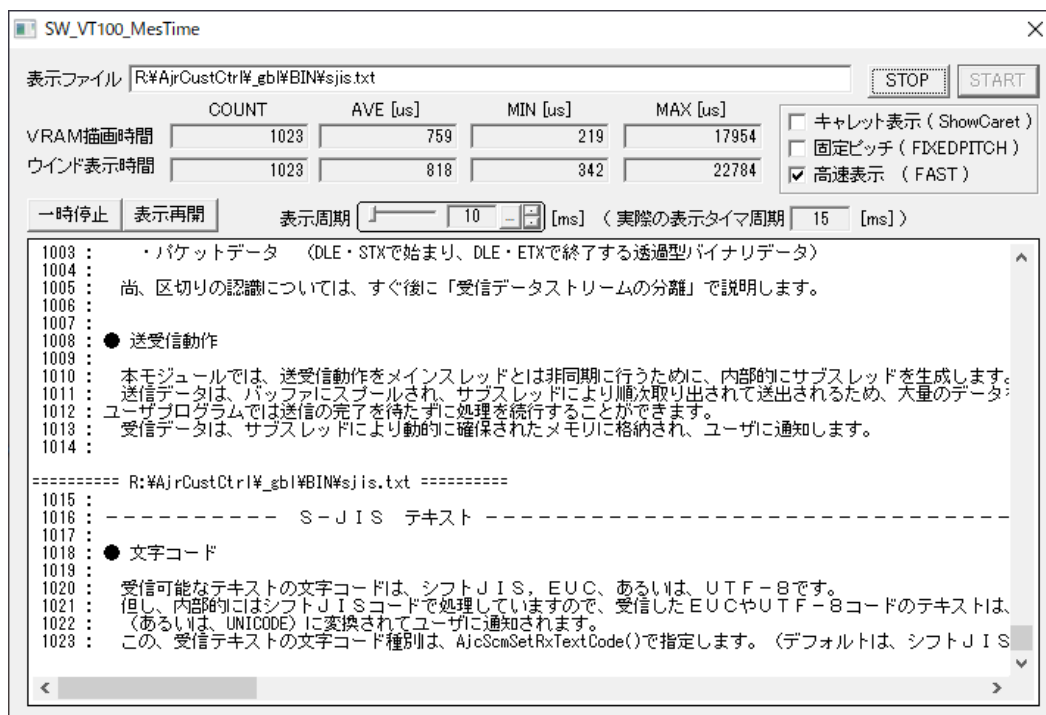 SW_VT100_MesTime
表示ファイル R:¥AjrCustCtrl¥_gbl¥BIN¥sjis.txt STOP START
COUNT AVE [us] MIN [us] MAX [us]
VRAM描画時間 1023 759 219 17954
ウインド表示時間 1023 818 342 22784
キャレット表示 ( ShowCaret )
固定ピッチ ( FIXEDPITCH )
高速表示 ( FAST )
一時停止 表示再開 表示周期 10 ... [ms] ( 実際の表示タイマ周期 15 [ms] )
1003 : ・パケットデータ (DLE・STXで始まり、DLE・ETXで終了する透過型バイナリデータ)
1004 :
1005 : 尚、区切りの認識については、すぐ後に「受信データストリームの分離」で説明します。
1006 :
1007 :
1008 : ● 送受信動作
1009 :
1010 : 本モジュールでは、送受信動作をメインスレッドとは非同期に行うために、内部的にサブスレッドを生成します。
1011 : 送信データは、バッファにスプールされ、サブスレッドにより順次取り出されて送出されるため、大量のデータを
1012 : ユーザプログラムでは送信の完了を待たずに処理を続行することができます。
1013 : 受信データは、サブスレッドにより動的に確保されたメモリに格納され、ユーザに通知します。
1014 :
========== R:¥AjrCustCtrl¥_gbl¥BIN¥sjis.txt ==========
1015 :
1016 : －－－－－－－－－－ Ｓ－ＪＩＳ テキスト －－－－－－－－－－－－－－－－－－－－－－－－－－－－－
1017 :
1018 : ● 文字コード
1019 :
1020 : 受信可能なテキストの文字コードは、シフトＪＩＳ，ＥＵＣ、あるいは、ＵＴＦ－８です。
1021 : 但し、内部的にはシフトＪＩＳコードで処理していますので、受信したＥＵＣやＵＴＦ－８コードのテキストは、
1022 : （あるいは、UNICODE）に変換されてユーザに通知されます。
1023 : この、受信テキストの文字コード種別は、AjcScmSetRxTextCode()で指定します。（デフォルトは、シフトＪＩＳ